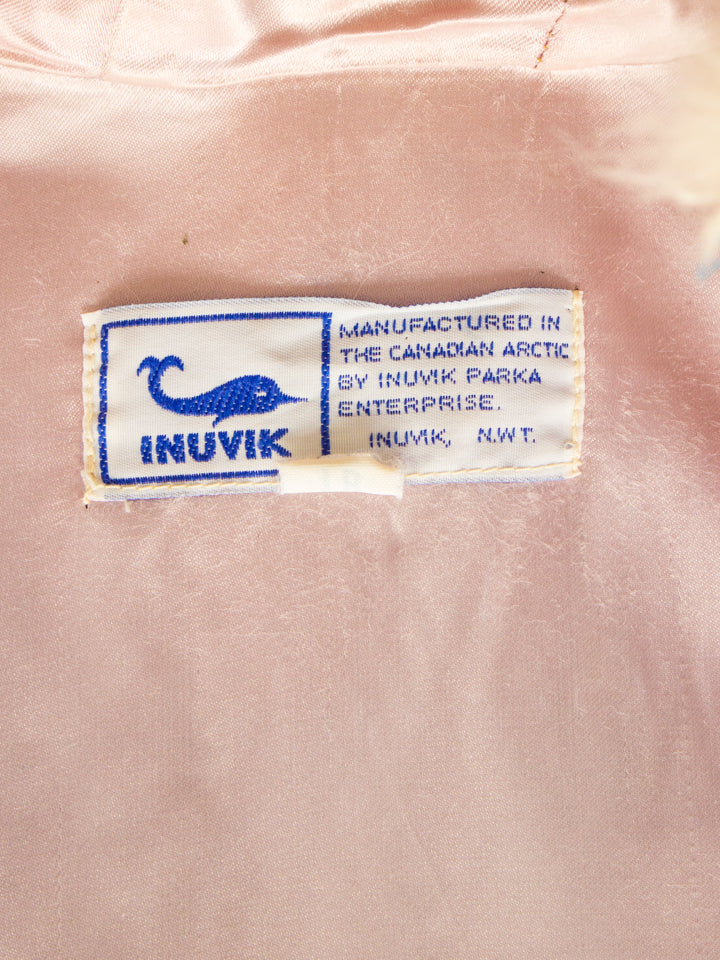 INUVIK
MANUFACTURED IN
THE CANADIAN ARCTIC
BY INUVIK PARKA
ENTERPRISE.
INUVIK, N.W.T.